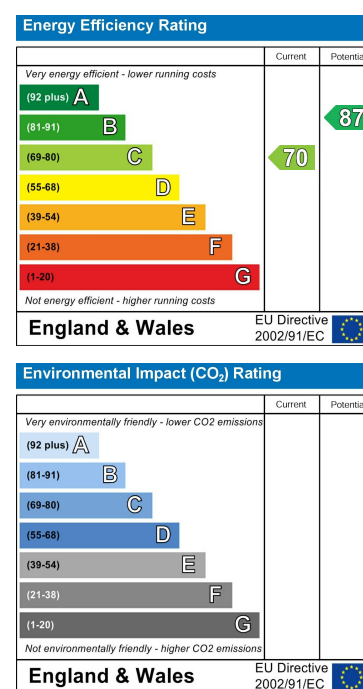 Energy Efficiency Rating
Current Potentia
Very energy efficient - lower running costs
(92 plus) A
(81-91) B
87
(69-80) C
70
(55-68) D
(39-54) E
(21-38) F
(1-20) G
Not energy efficient - higher running costs
England & Wales
EU Directive
2002/91/EC
Environmental Impact (CO₂) Rating
Current Potentia
Very environmentally friendly - lower CO2 emissions
(92 plus) A
(81-91) B
(69-80) C
(55-68) D
(39-54) E
(21-38) F
(1-20) G
Not environmentally friendly - higher CO2 emissions
England & Wales
EU Directive
2002/91/EC